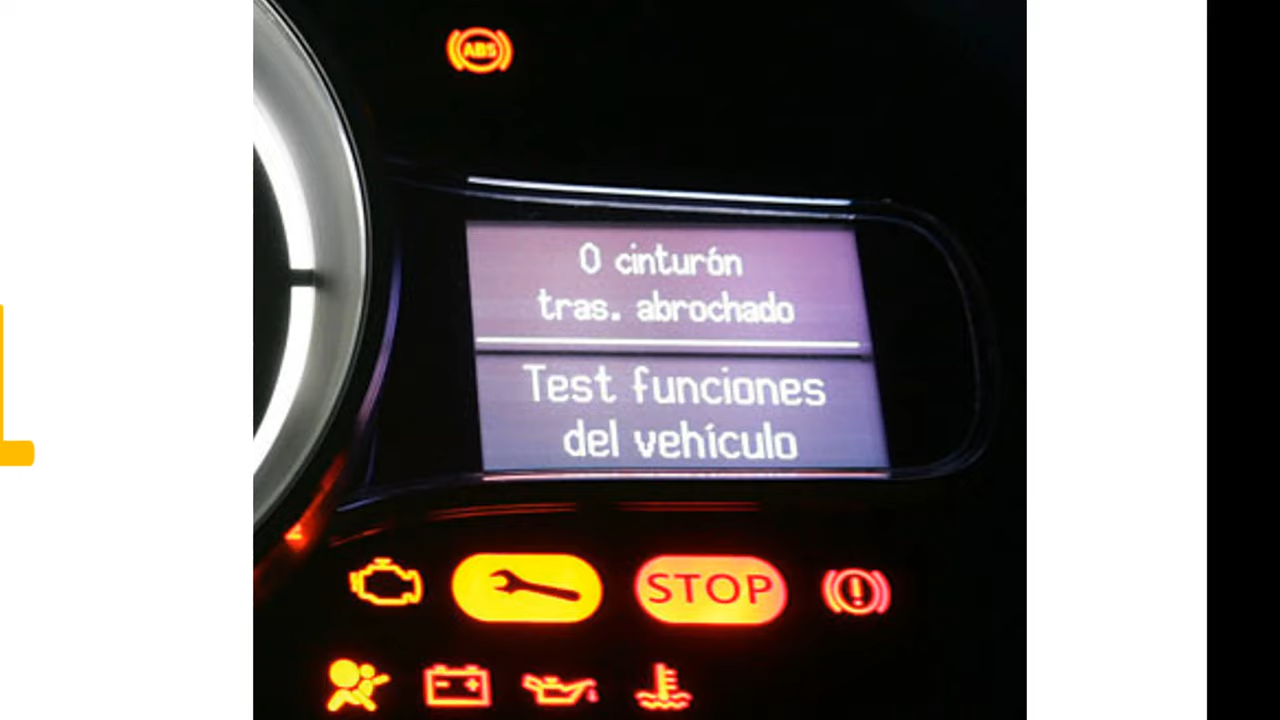 ABS
0 cinturón
tras. abrochado
Test funciones
del vehículo
STOP